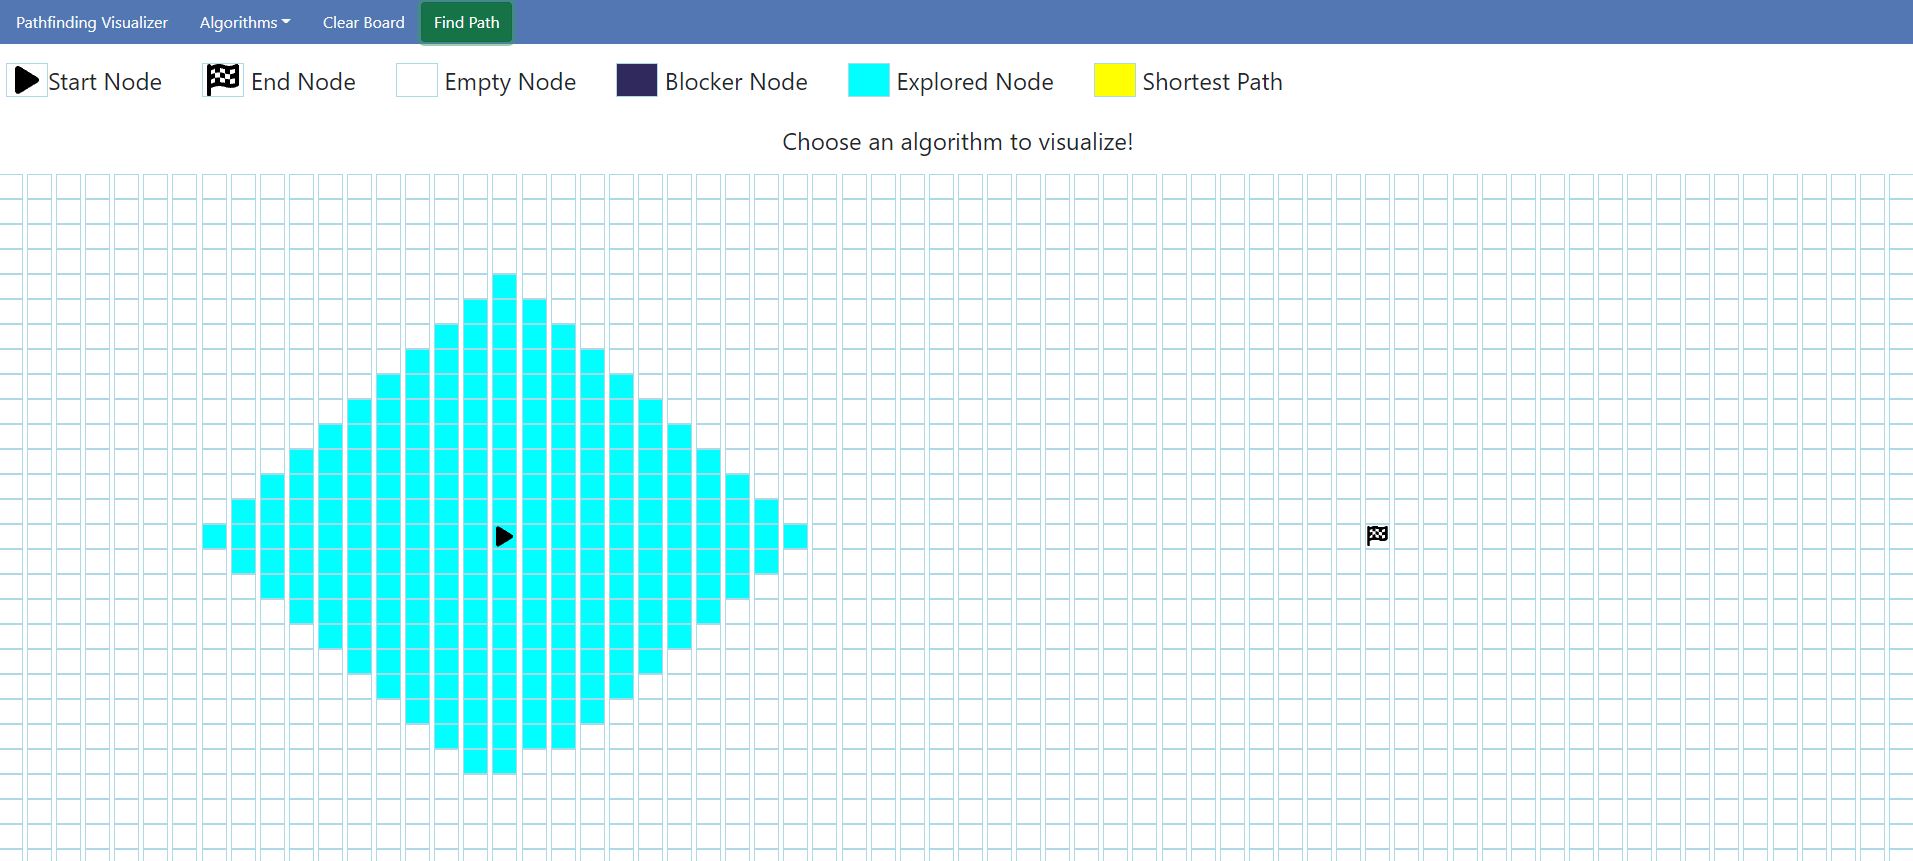 Pathfinding Visualizer Algorithms Clear Board Find Path
Start Node End Node Empty Node Blocker Node Explored Node Shortest Path
Choose an algorithm to visualize!